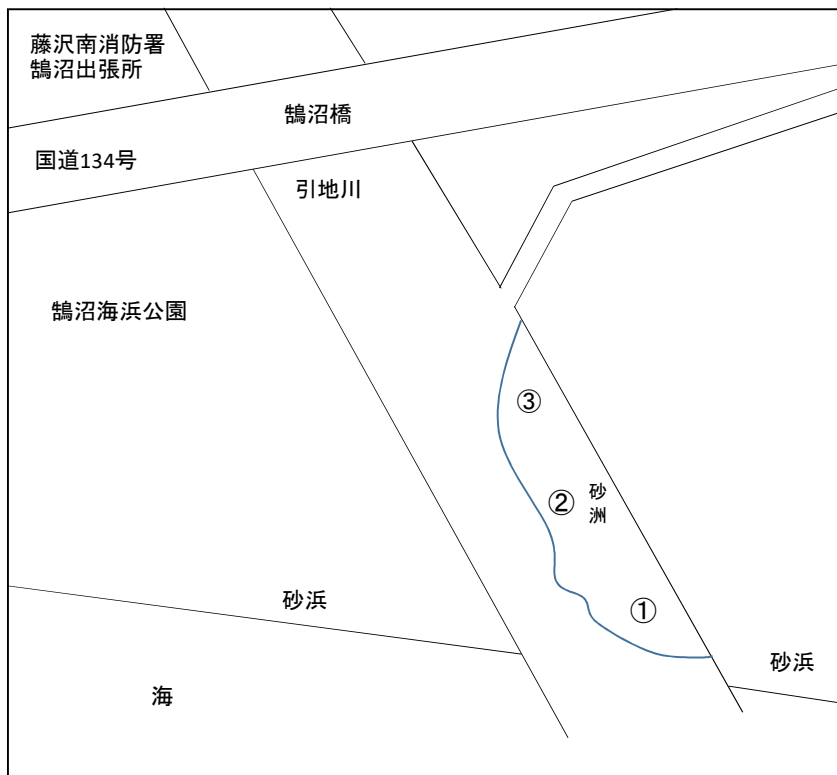 藤沢南消防署
鵠沼出張所
鵠沼橋
国道134号
引地川
鵠沼海浜公園
③
②
砂洲
①
砂浜
砂浜
海